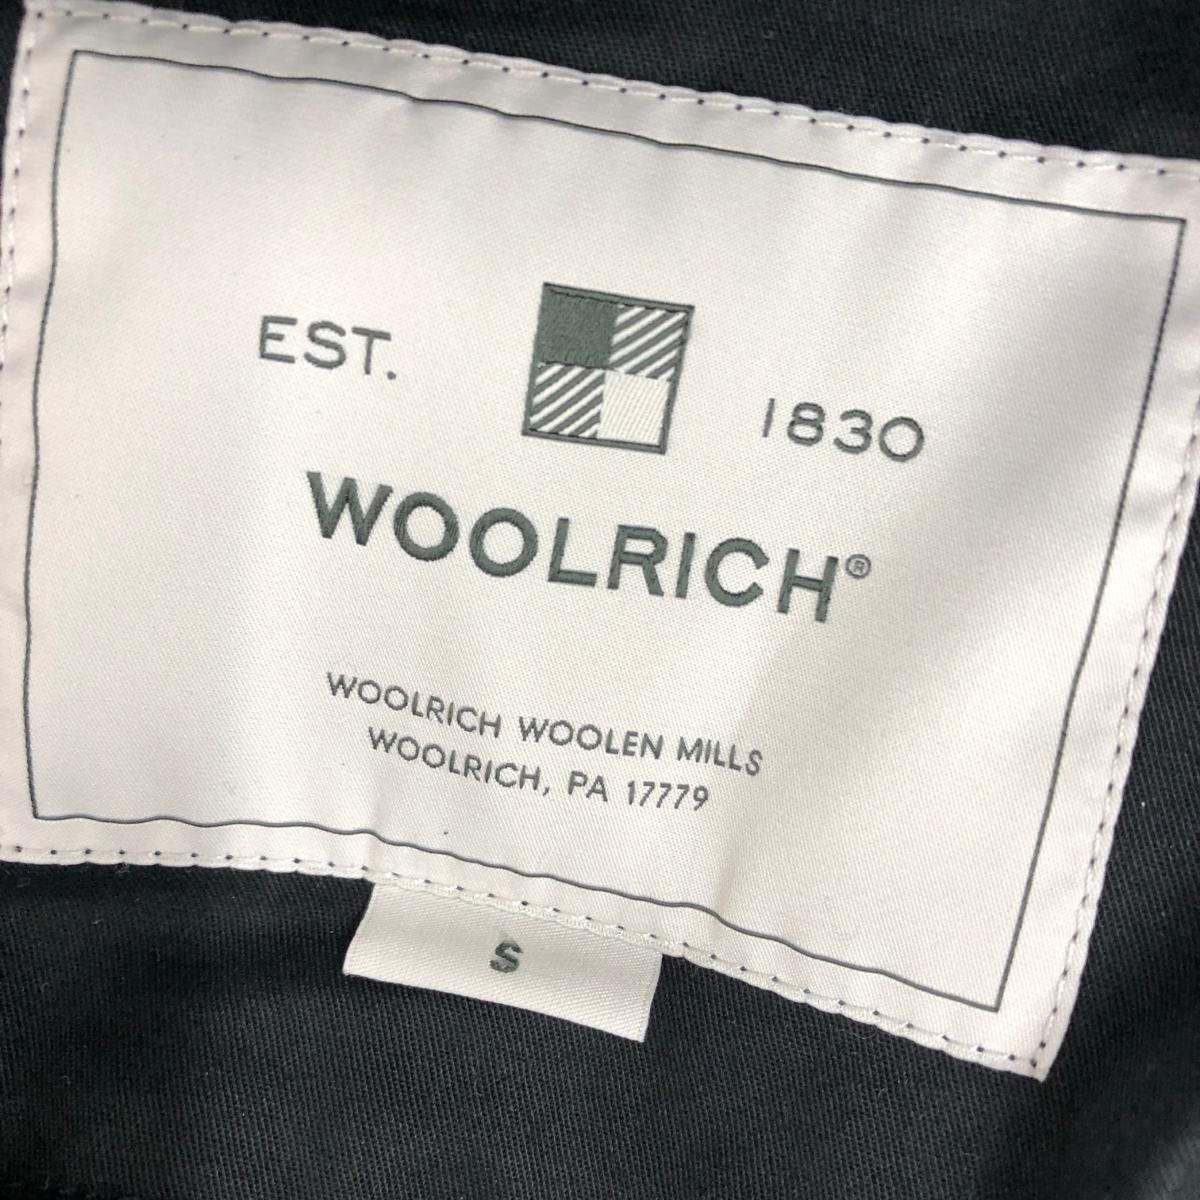 EST. 1830
WOOLRICH®
WOOLRICH WOOLEN MILLS
WOOLRICH, PA 17779
S